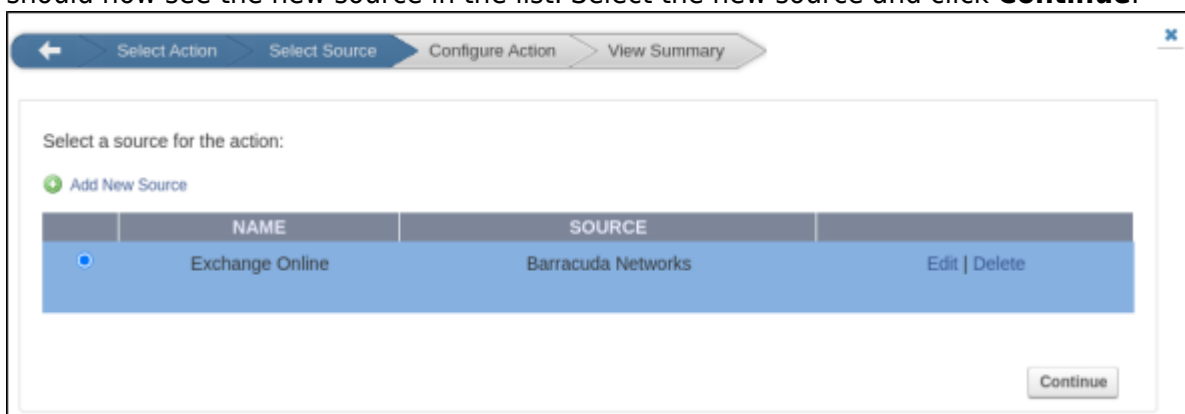 should now see the new source in the list. Select the new source and click Continue.
Select Action Select Source Configure Action View Summary
Select a source for the action:
Add New Source
NAME SOURCE
Exchange Online Barracuda Networks Edit | Delete
Continue